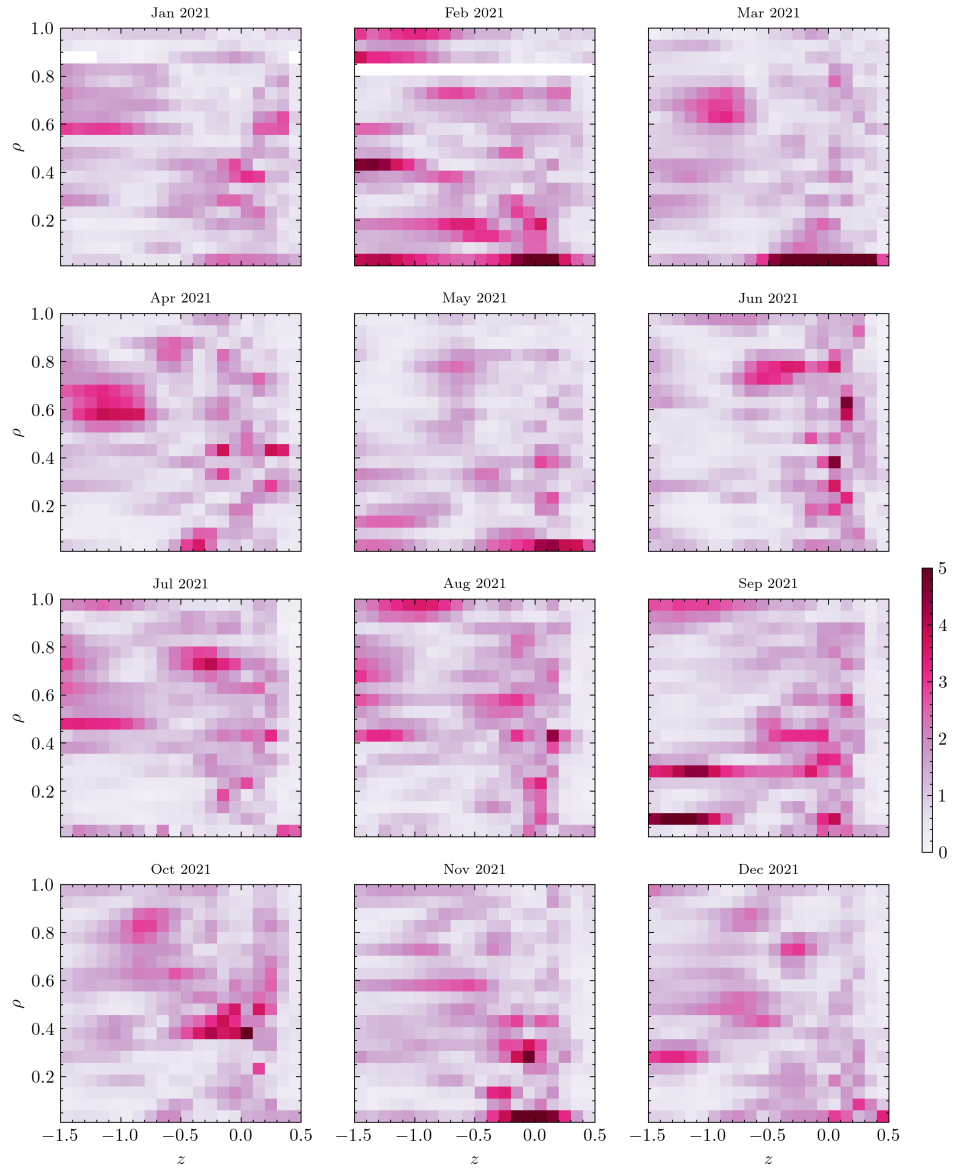 Jan 2021 Feb 2021 Mar 2021
1.0
0.8
0.6
ρ
0.4
0.2
Apr 2021 May 2021 Jun 2021
1.0
0.8
0.6
ρ
0.4
0.2
Jul 2021 Aug 2021 Sep 2021
1.0
0.8
0.6
ρ
0.4
0.2
5
4
3
2
1
0
Oct 2021 Nov 2021 Dec 2021
1.0
0.8
0.6
ρ
0.4
0.2
−1.5 −1.0 −0.5 0.0 0.5 −1.0 −0.5 0.0 0.5 −1.0 −0.5 0.0 0.5
z z z